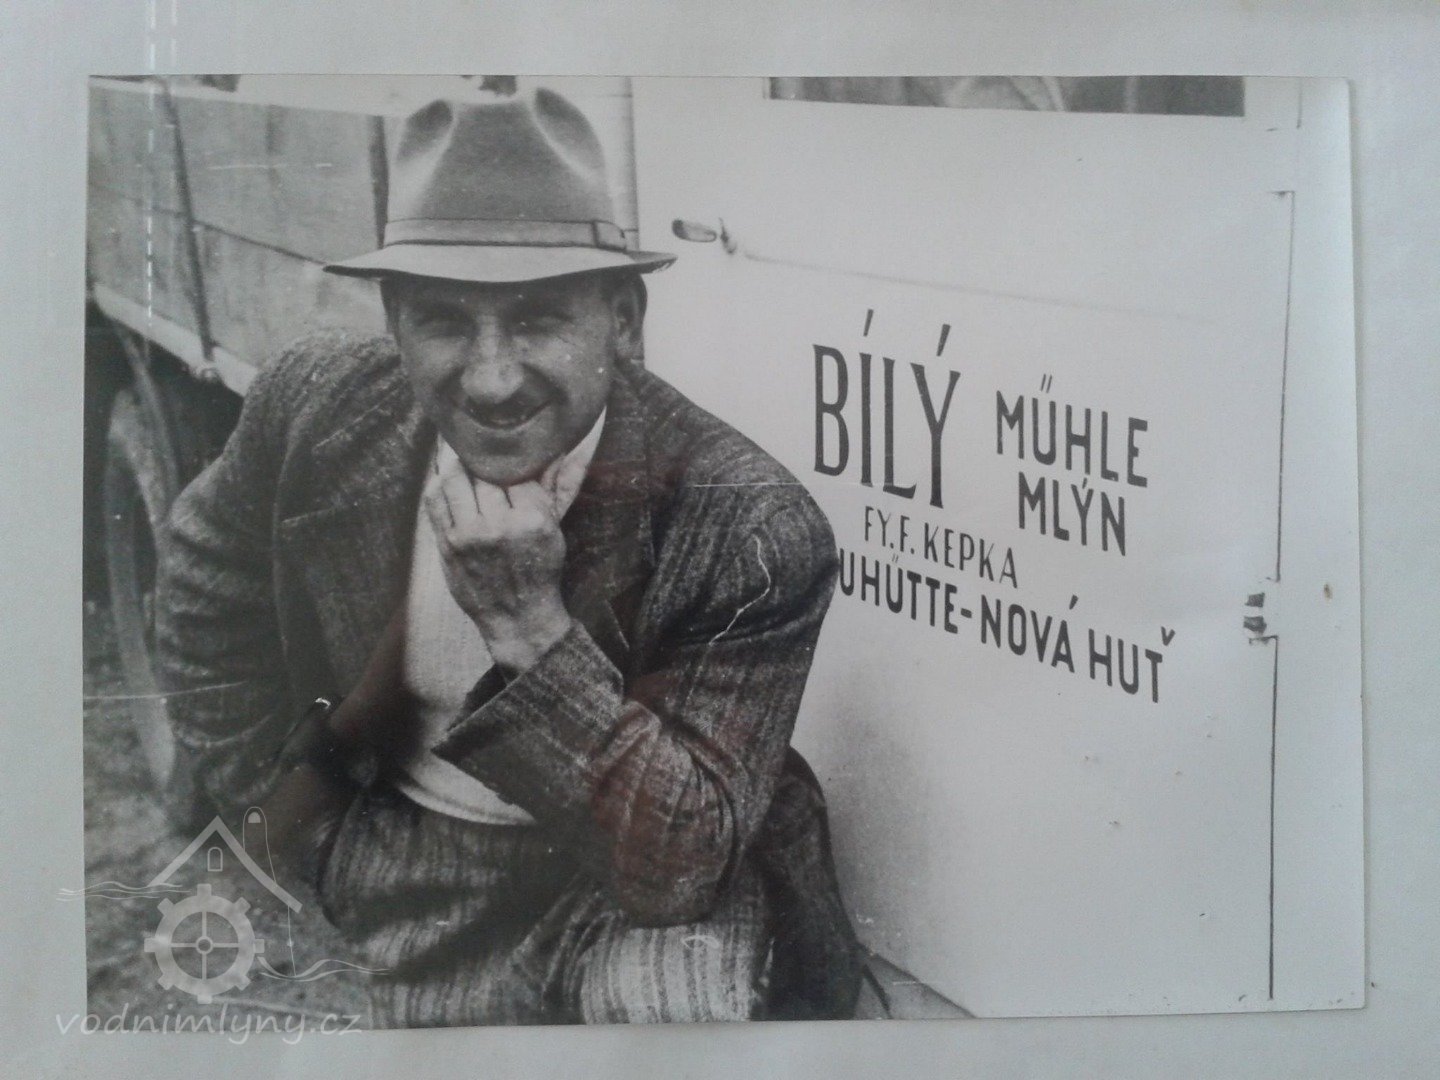 BÍLÝ MŰHLE
MLÝN
FY. F. KEPKA
UHŰTTE-NOVÁ HUŤ
vodnimlyny.cz